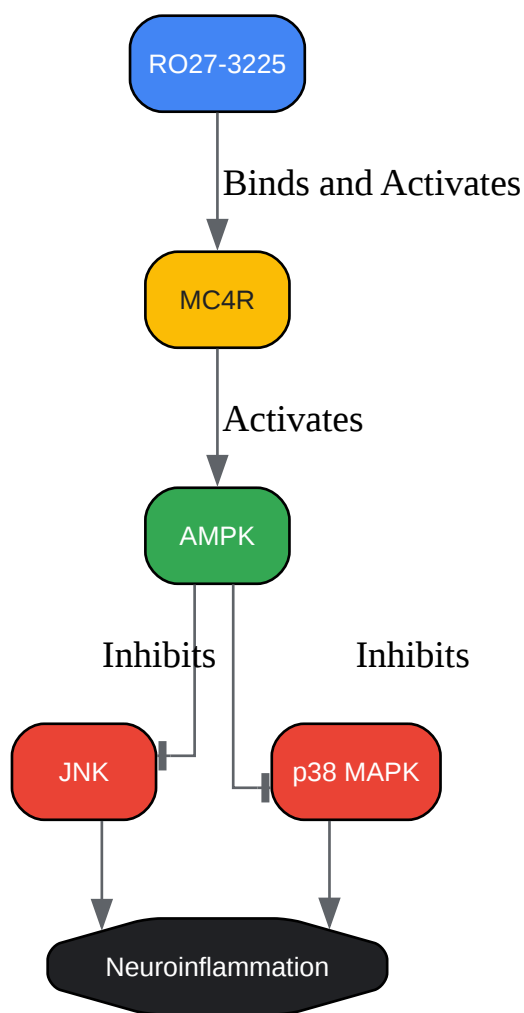 RO27-3225
Binds and Activates
MC4R
Activates
AMPK
Inhibits
Inhibits
JNK
p38 MAPK
Neuroinflammation